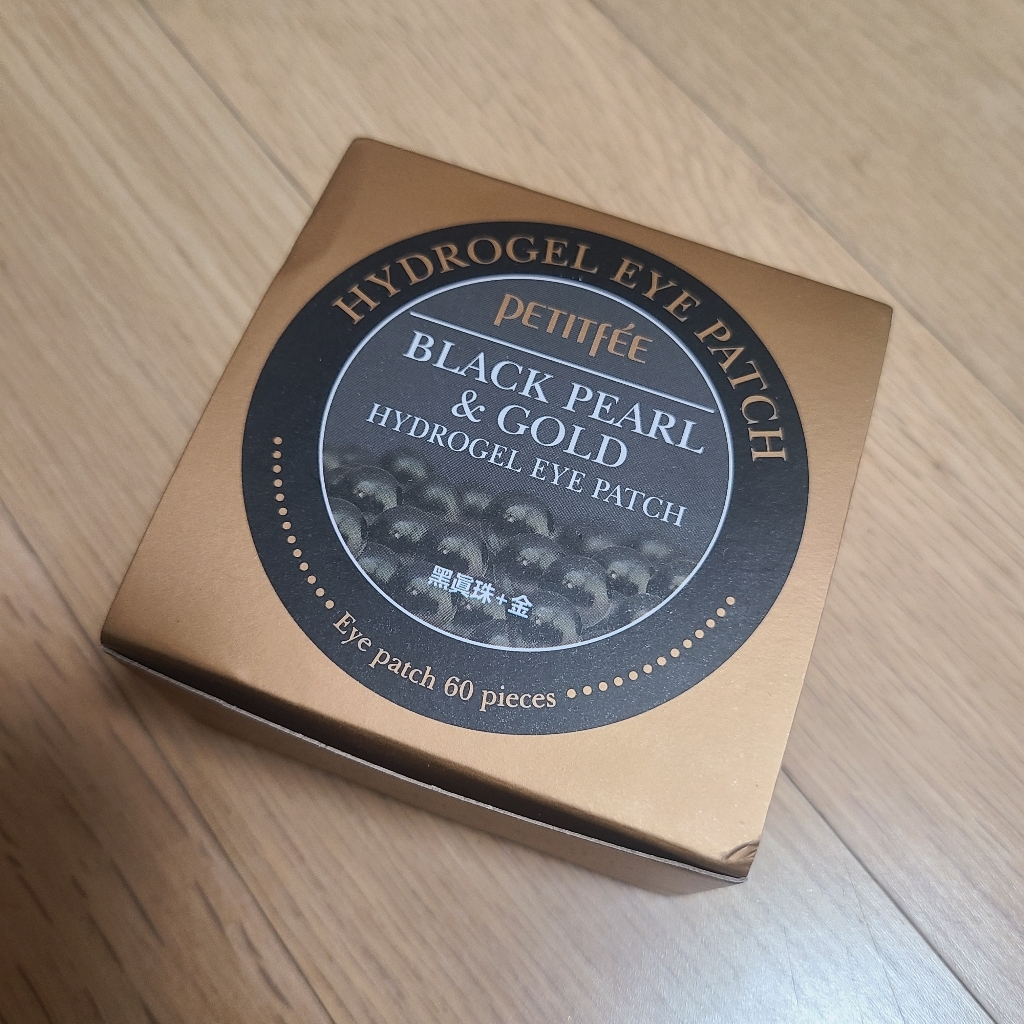 HYDROGEL EYE PATCH
PETITFÉE
BLACK PEARL
& GOLD
HYDROGEL EYE PATCH
黑眞珠+金
Eye patch 60 pieces